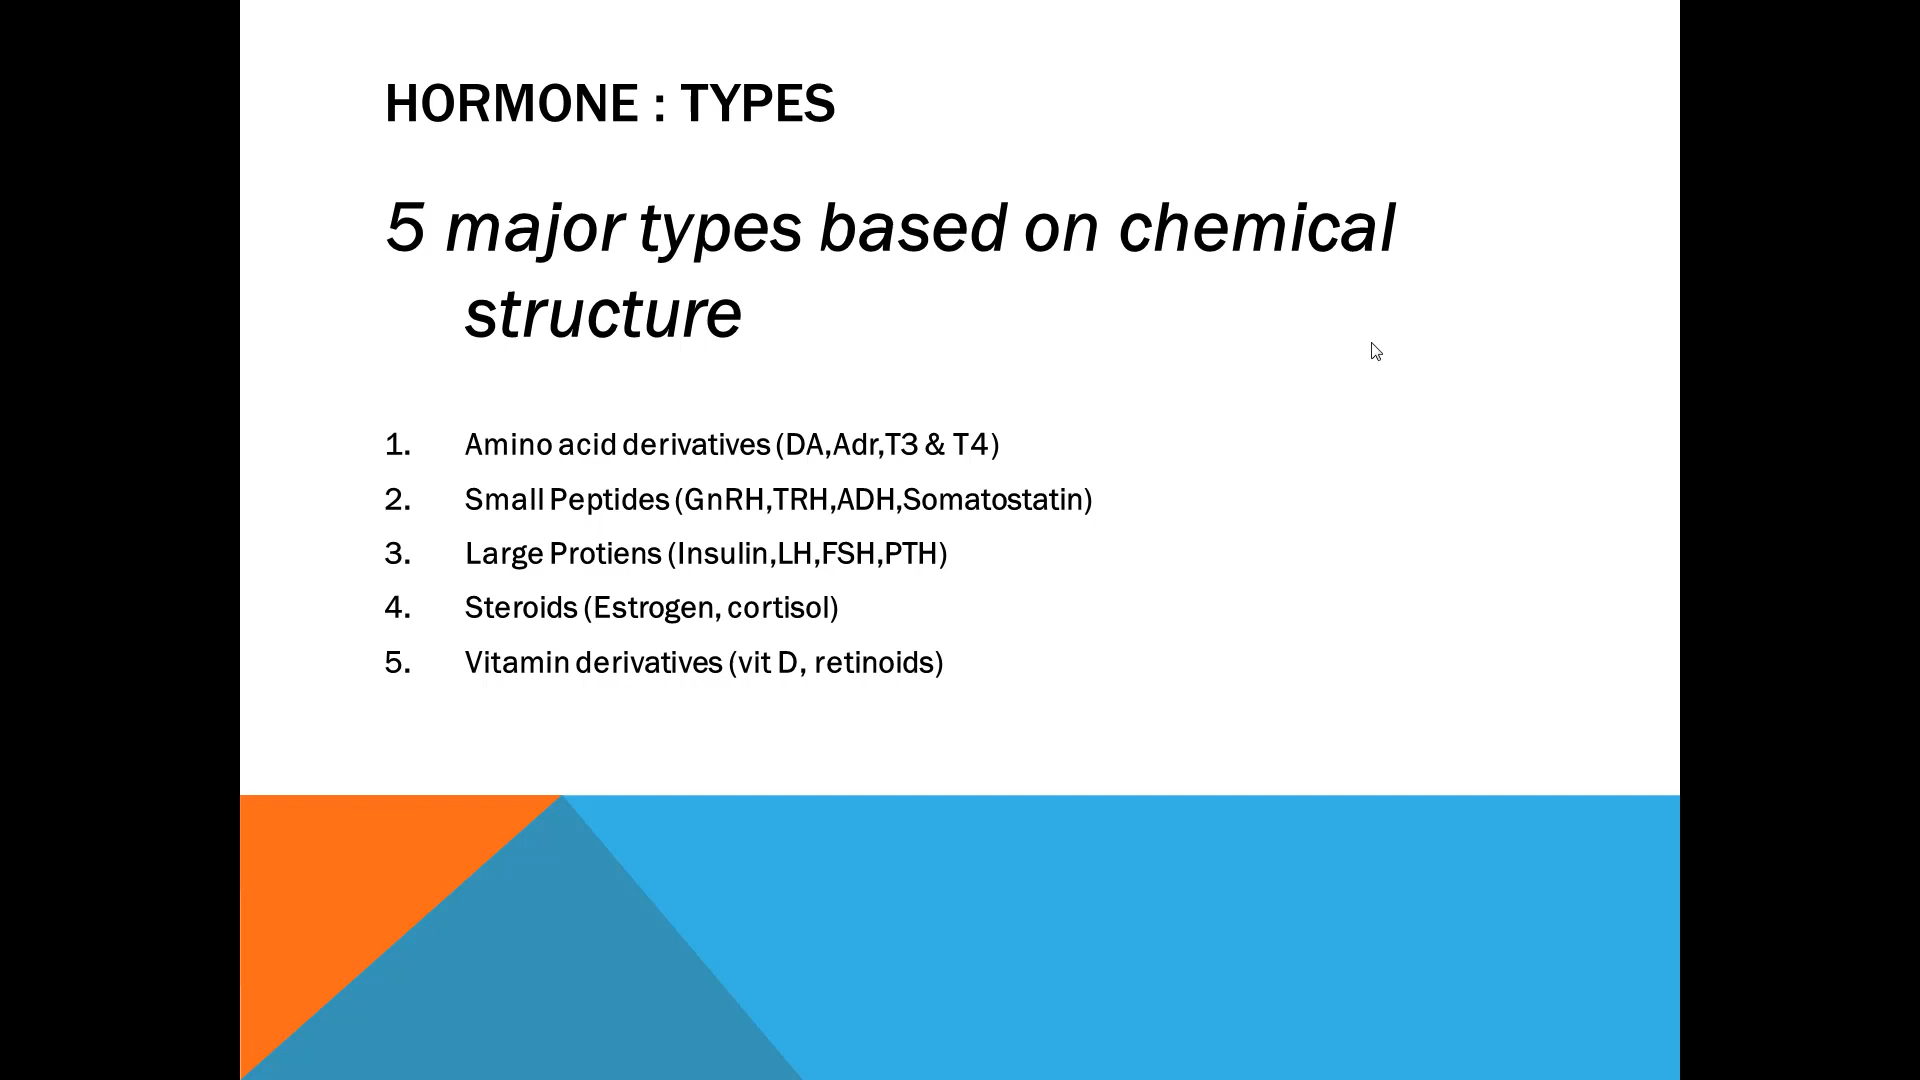 HORMONE : TYPES
5 major types based on chemical
structure
1. Amino acid derivatives (DA,Adr,T3 & T4)
2. Small Peptides (GnRH,TRH,ADH,Somatostatin)
3. Large Protiens (Insulin,LH,FSH,PTH)
4. Steroids (Estrogen, cortisol)
5. Vitamin derivatives (vit D, retinoids)